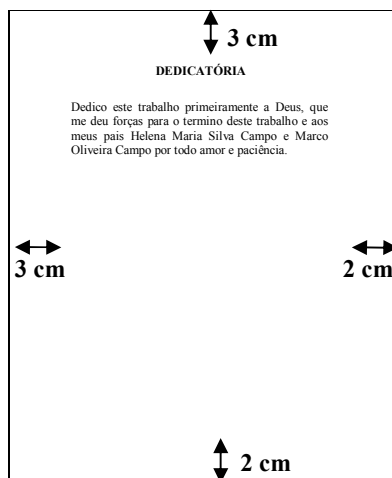 3 cm
DEDICATÓRIA
Dedico este trabalho primeiramente a Deus, que
me deu forças para o termino deste trabalho e aos
meus pais Helena Maria Silva Campo e Marco
Oliveira Campo por todo amor e paciência.
3 cm
2 cm
2 cm